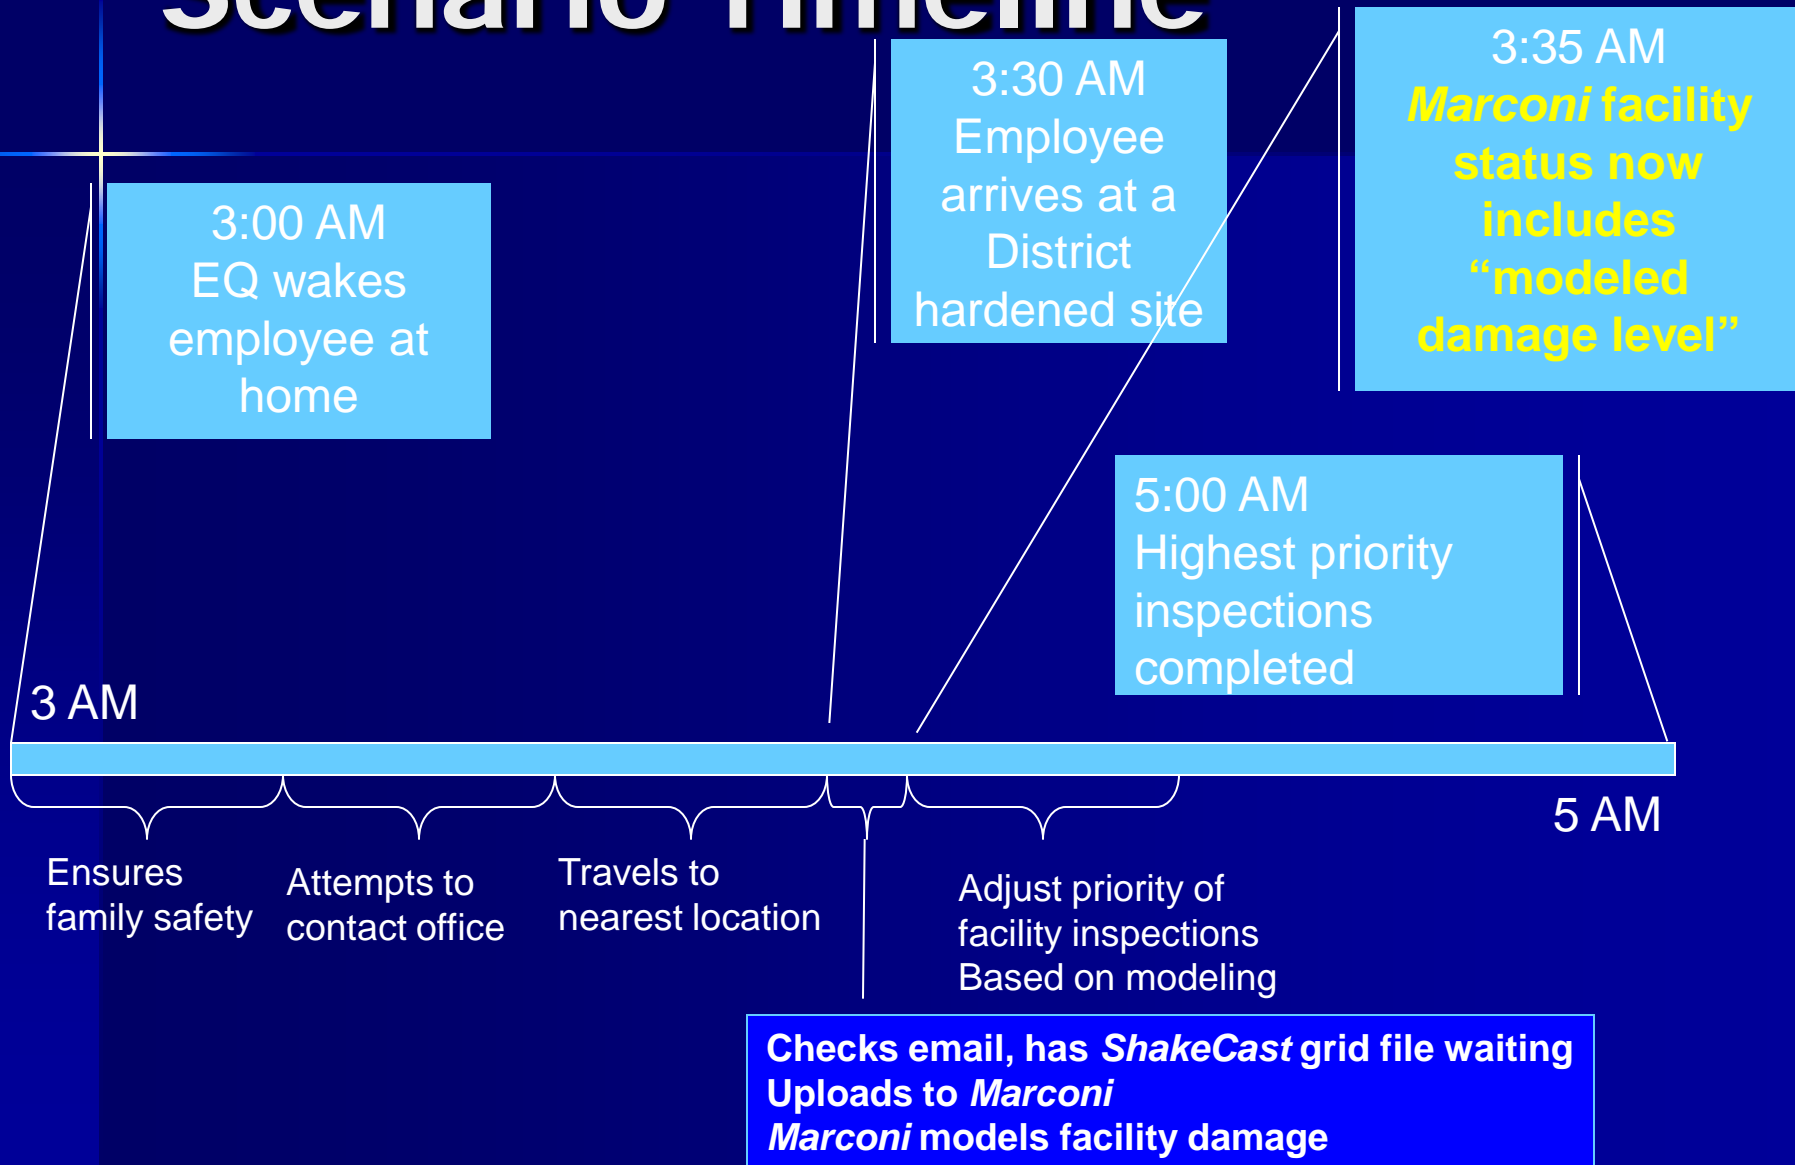 Scenario Timeline
3:00 AM
EQ wakes
employee at
home
3:30 AM
Employee
arrives at a
District
hardened site
3:35 AM
Marconi facility
status now
includes
“modeled
damage level”
5:00 AM
Highest priority
inspections
completed
3 AM
5 AM
Ensures
family safety
Attempts to
contact office
Travels to
nearest location
Adjust priority of
facility inspections
Based on modeling
Checks email, has ShakeCast grid file waiting
Uploads to Marconi
Marconi models facility damage